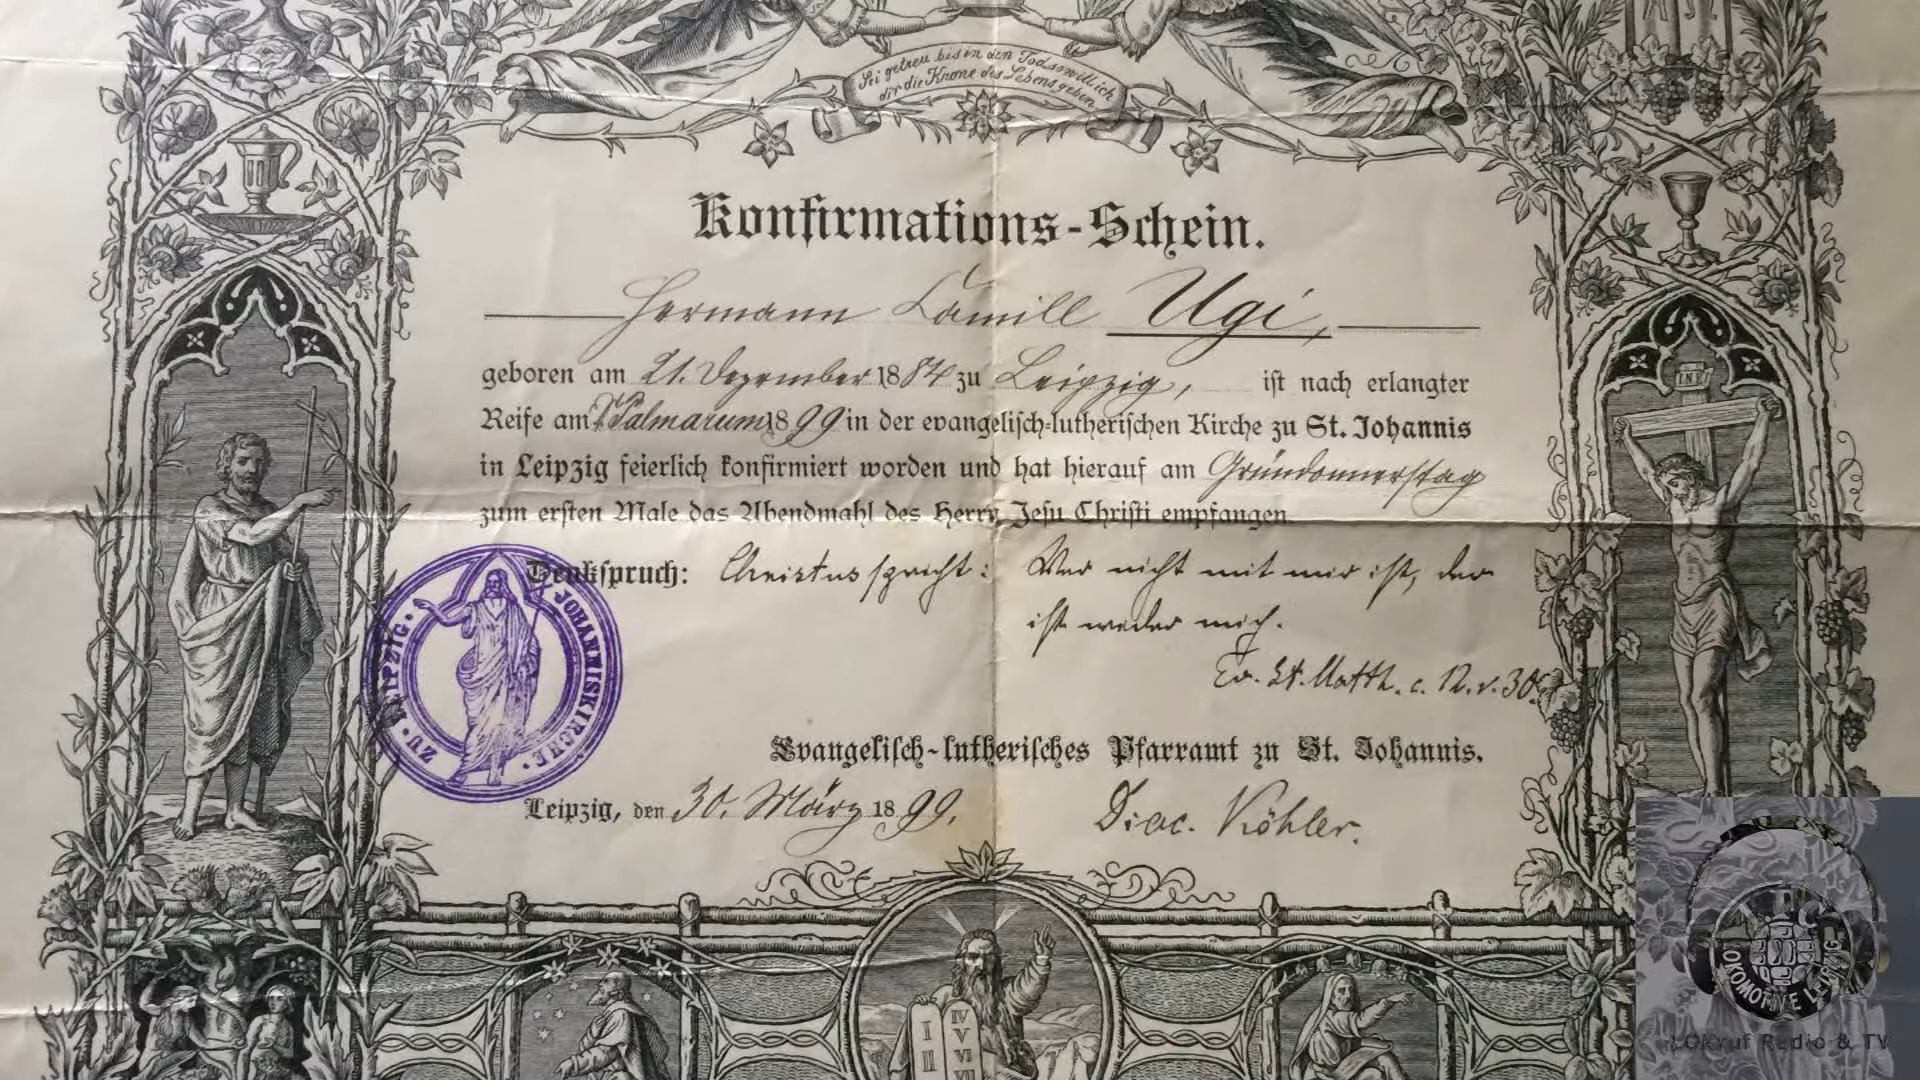 Sei getreu bis in den Tod so will ich
dir die Krone des Lebens geben
Konfirmations-Schein.
Hermann Camill Ugi,
geboren am 21. Dezember 1884 zu Leipzig, ist nach erlangter
Reife am Palmarum 1899 in der evangelisch-lutherischen Kirche zu St. Johannis
in Leipzig feierlich konfirmiert worden und hat hierauf am Gründonnerstag
zum ersten Male das Abendmahl des Herrn Jesu Christi empfangen.
Denkspruch: Christus spricht: Wer nicht mit mir ist, der
ist wider mich.
Ev. St. Matth. c. 12. v. 30.
ZU · LEIPZIG · JOHANNISKIRCHE ·
Evangelisch-lutherisches Pfarramt zu St. Johannis.
Leipzig, den 30. März 1899.
Diac. Köhler.
INRI
I
II
IV
V
VI
VII
LOKOMOTIVE LEIPZIG
LOKruf Radio & TV